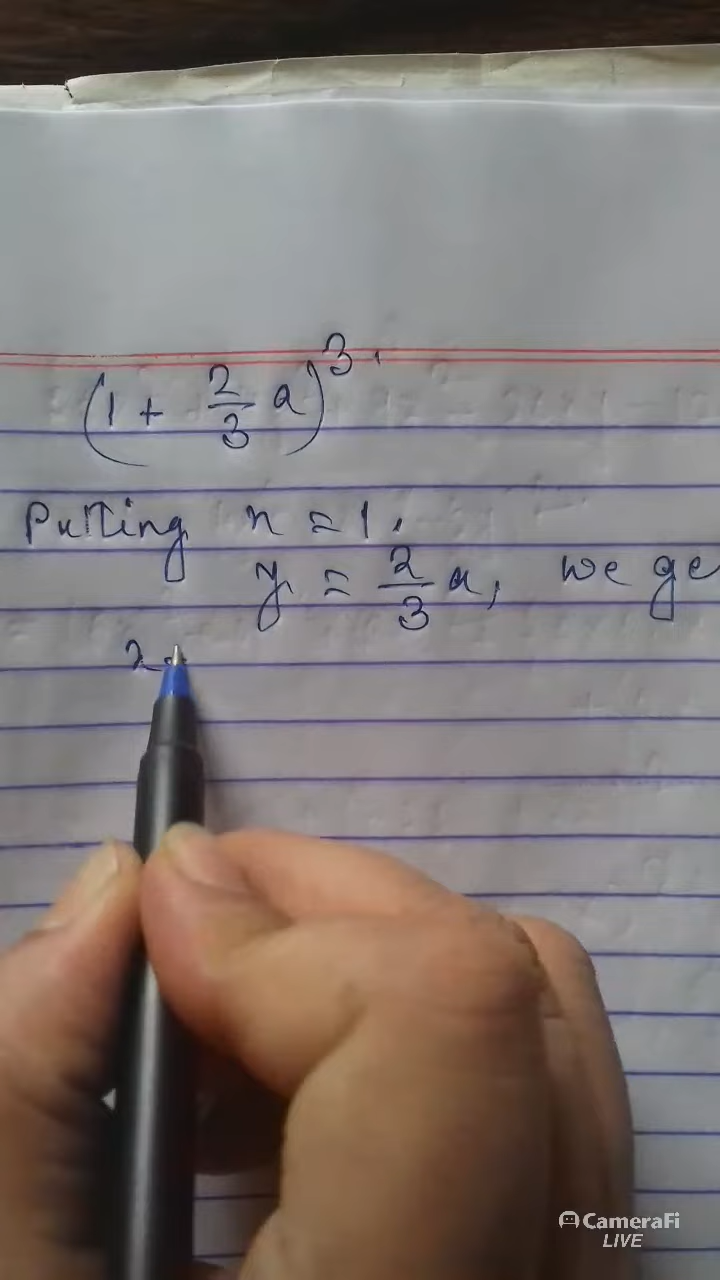 (1 + 2/3 a)^3.
Putting x = 1,
y = 2/3 a, we ge
CameraFi
LIVE